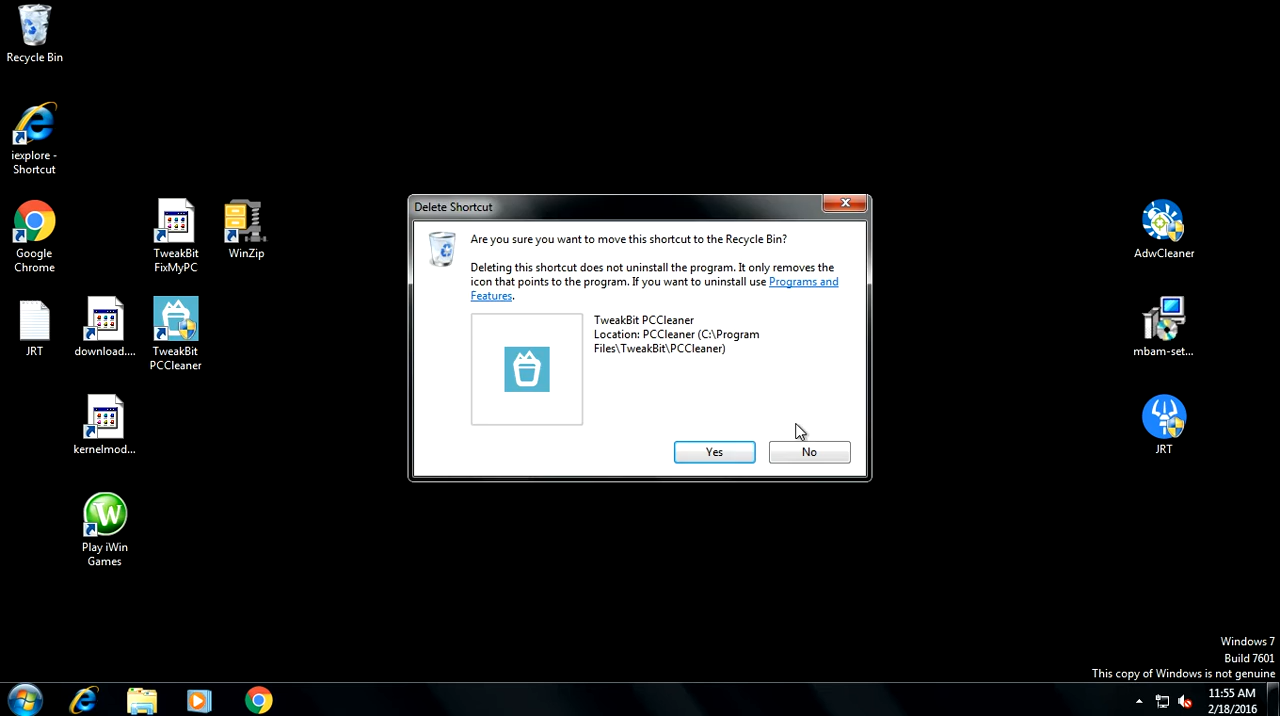 Recycle Bin
iexplore -
Shortcut
Google
Chrome
TweakBit
FixMyPC
WinZip
JRT
download....
TweakBit
PCCleaner
kernelmod...
W
Play iWin
Games
Delete Shortcut
Are you sure you want to move this shortcut to the Recycle Bin?
Deleting this shortcut does not uninstall the program. It only removes the
icon that points to the program. If you want to uninstall use Programs and
Features.
TweakBit PCCleaner
Location: PCCleaner (C:\Program
Files\TweakBit\PCCleaner)
Yes
No
AdwCleaner
mbam-set...
JRT
Windows 7
Build 7601
This copy of Windows is not genuine
11:55 AM
2/18/2016